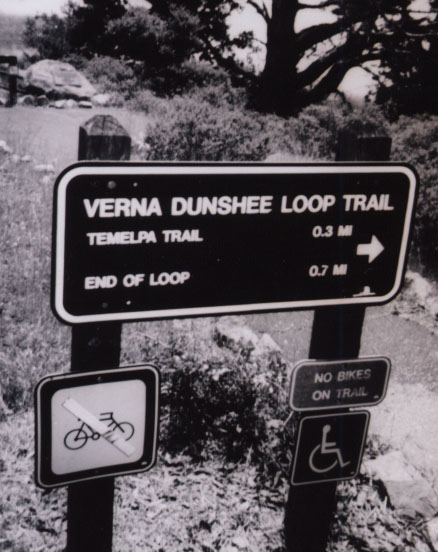 VERNA DUNSHEE LOOP TRAIL
TEMELPA TRAIL 0.3 MI
END OF LOOP 0.7 MI
NO BIKES
ON TRAIL